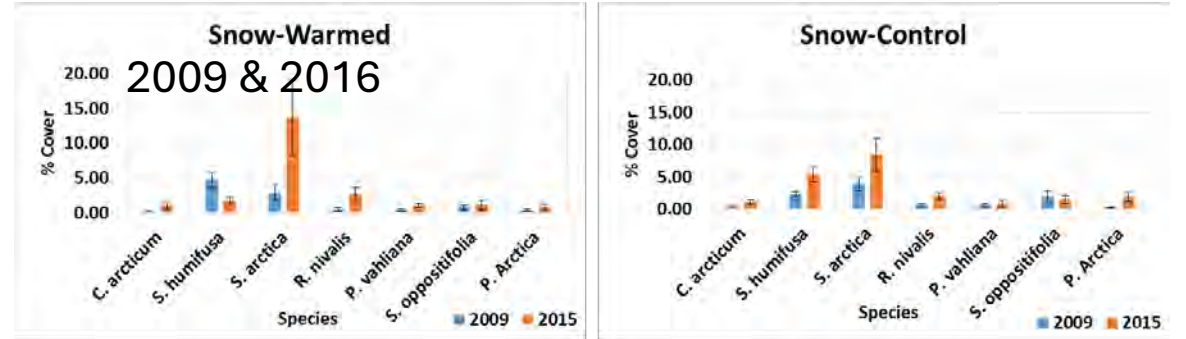 Snow-Warmed
2009 & 2016
20.00
15.00
10.00
5.00
0.00
% Cover
C. arcticum
S. humifusa
S. arctica
R. nivalis
P. vahliana
S. oppositifolia
P. Arctica
Species
2009
2015
Snow-Control
20.00
15.00
10.00
5.00
0.00
% Cover
C. arcticum
S. humifusa
S. arctica
R. nivalis
P. vahliana
S. oppositifolia
P. Arctica
Species
2009
2015